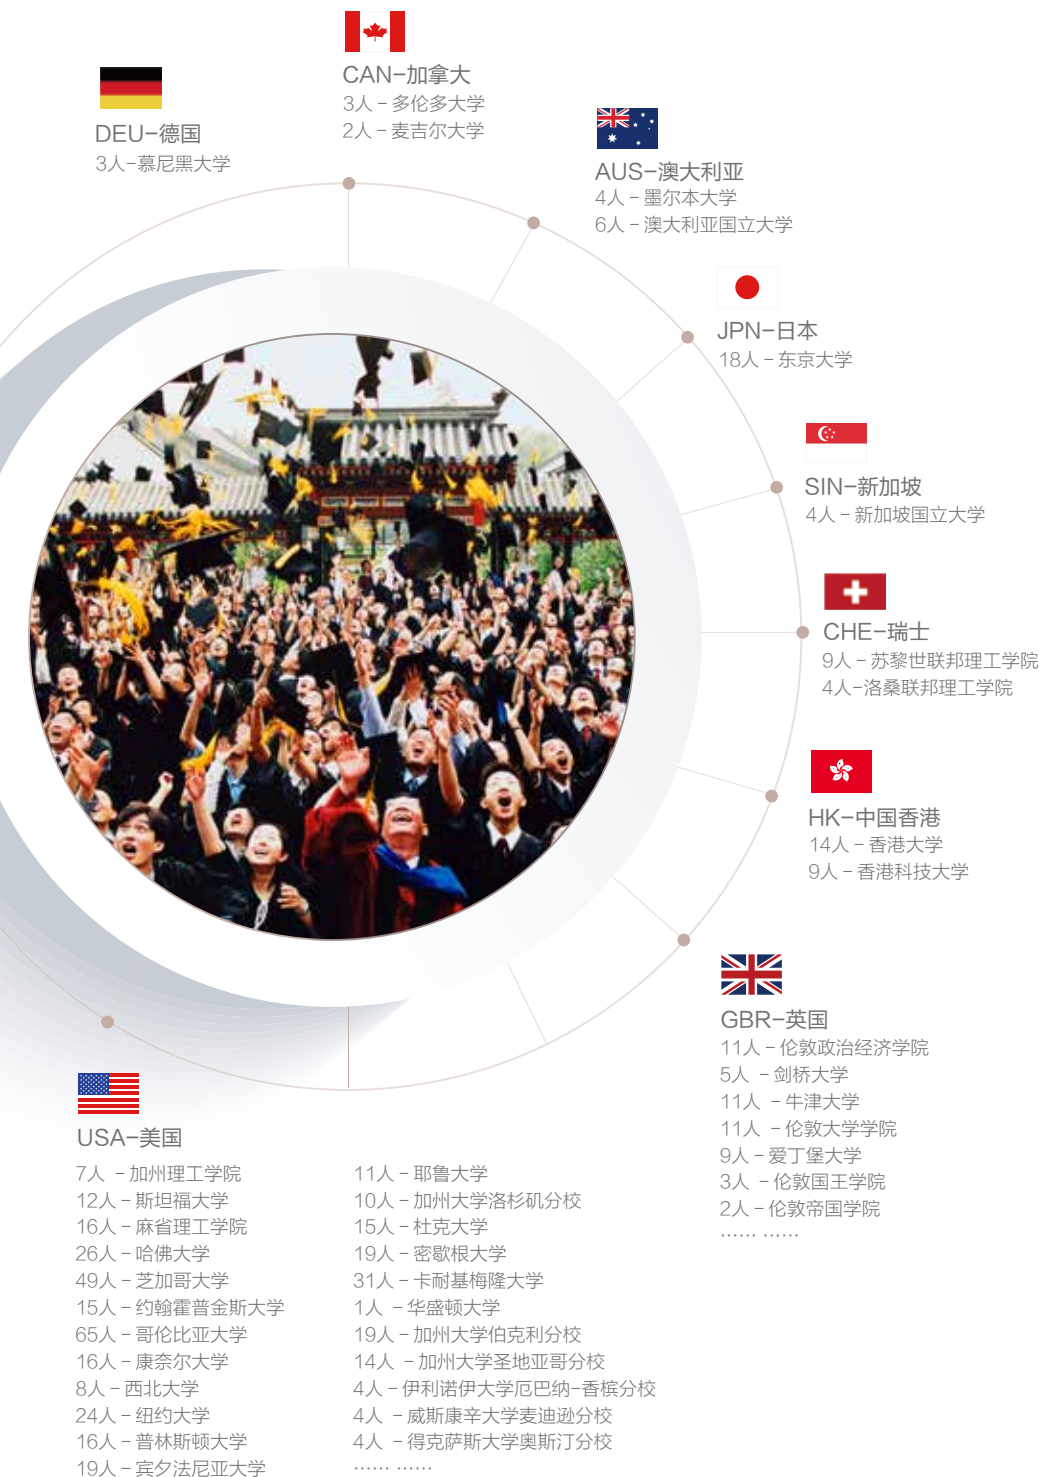 CAN-加拿大
3人 - 多伦多大学
2人 - 麦吉尔大学
DEU-德国
3人-慕尼黑大学
AUS-澳大利亚
4人 - 墨尔本大学
6人 - 澳大利亚国立大学
JPN-日本
18人 - 东京大学
SIN-新加坡
4人 - 新加坡国立大学
CHE-瑞士
9人 - 苏黎世联邦理工学院
4人-洛桑联邦理工学院
HK-中国香港
14人 - 香港大学
9人 - 香港科技大学
GBR-英国
11人 - 伦敦政治经济学院
5人 - 剑桥大学
11人 - 牛津大学
11人 - 伦敦大学学院
9人 - 爱丁堡大学
3人 - 伦敦国王学院
2人 - 伦敦帝国学院
…… ……
USA-美国
7人 - 加州理工学院
12人 - 斯坦福大学
16人 - 麻省理工学院
26人 - 哈佛大学
49人 - 芝加哥大学
15人 - 约翰霍普金斯大学
65人 - 哥伦比亚大学
16人 - 康奈尔大学
8人 - 西北大学
24人 - 纽约大学
16人 - 普林斯顿大学
19人 - 宾夕法尼亚大学
11人 - 耶鲁大学
10人 - 加州大学洛杉矶分校
15人 - 杜克大学
19人 - 密歇根大学
31人 - 卡耐基梅隆大学
1人 - 华盛顿大学
19人 - 加州大学伯克利分校
14人 - 加州大学圣地亚哥分校
4人 - 伊利诺伊大学厄巴纳-香槟分校
4人 - 威斯康辛大学麦迪逊分校
4人 - 得克萨斯大学奥斯汀分校
…… ……